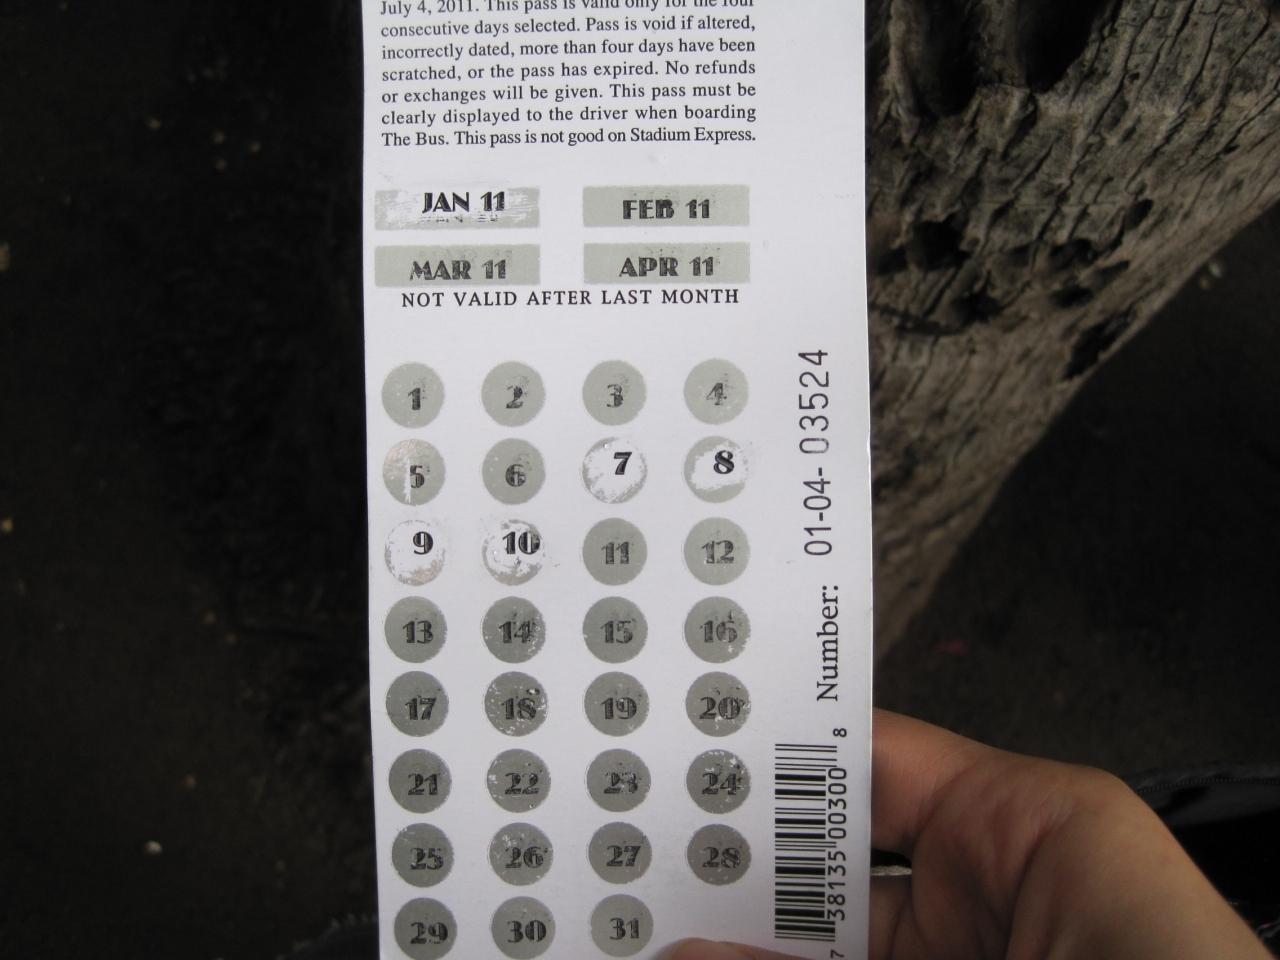 July 4, 2011. This pass is valid only for the four
consecutive days selected. Pass is void if altered,
incorrectly dated, more than four days have been
scratched, or the pass has expired. No refunds
or exchanges will be given. This pass must be
clearly displayed to the driver when boarding
The Bus. This pass is not good on Stadium Express.
JAN 11 FEB 11
MAR 11 APR 11
NOT VALID AFTER LAST MONTH
1 2 3 4
5 6 7 8
9 10 11 12
13 14 15 16
17 18 19 20
21 22 23 24
25 26 27 28
29 30 31
Number: 01-04- 03524
7 38135 00300 8